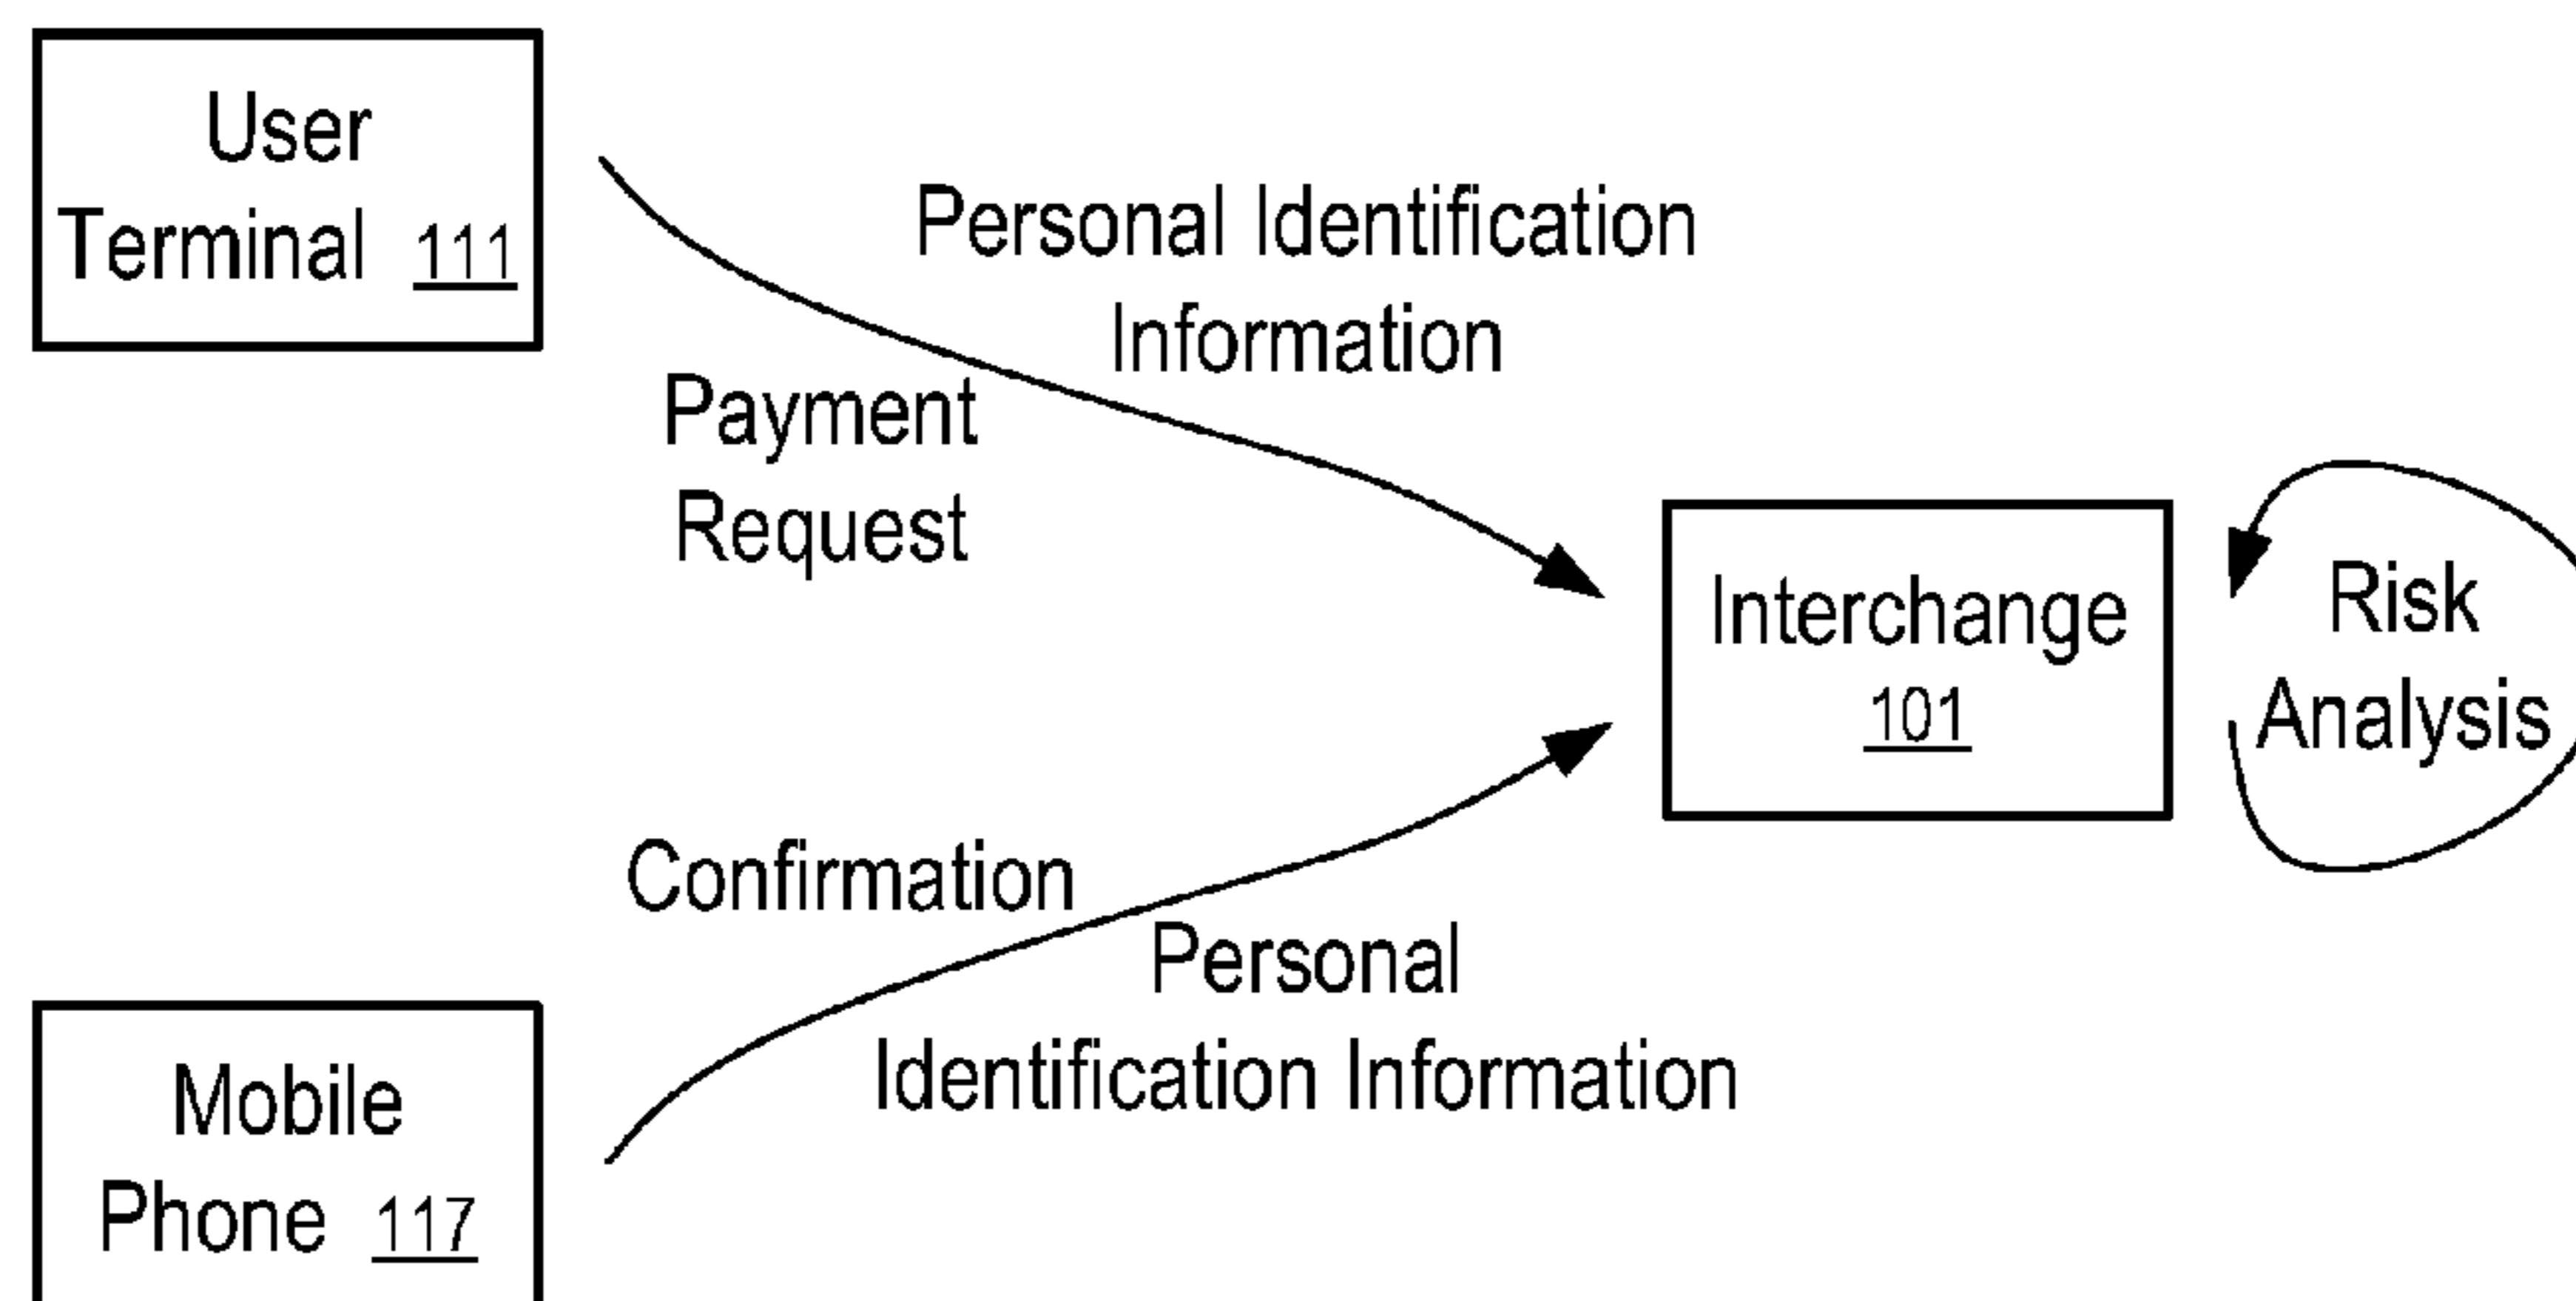 User
Terminal 111
Personal Identification
Information
Payment
Request
Interchange
101
Risk
Analysis
Confirmation
Personal
Identification Information
Mobile
Phone 117